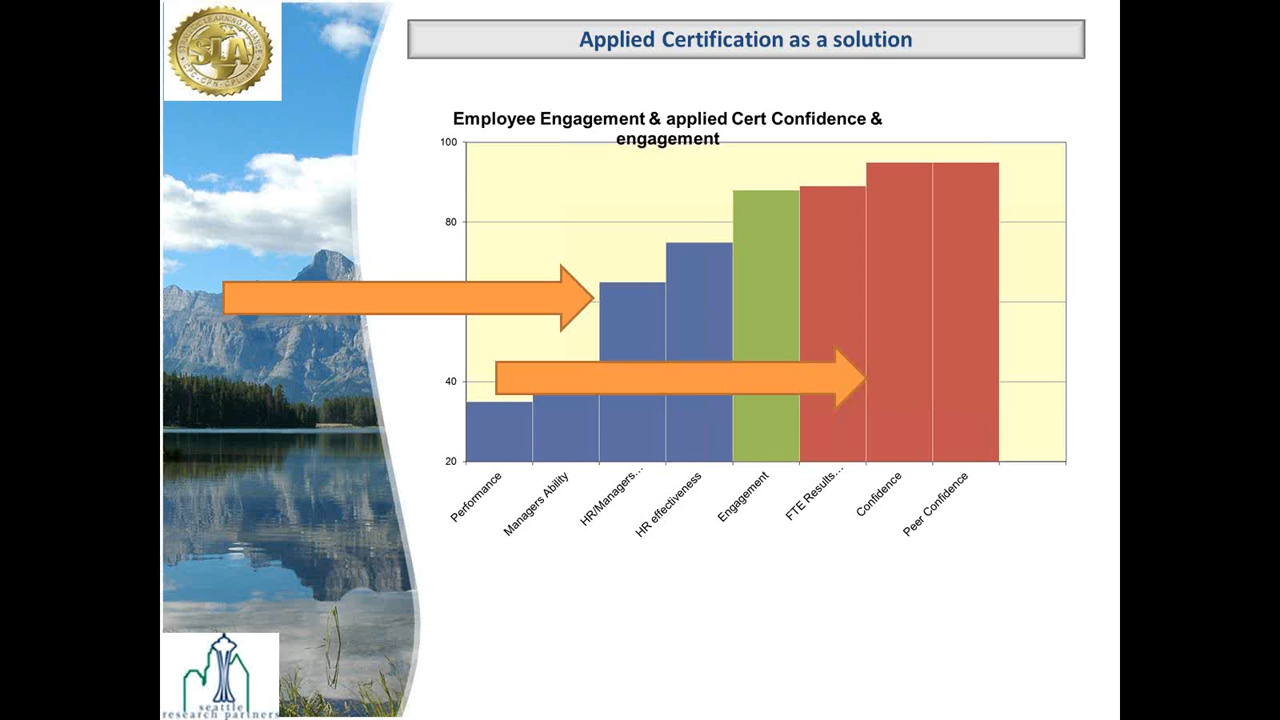 SLA
Applied Certification as a solution
Employee Engagement & applied Cert Confidence &
engagement
100
80
40
20
Performance
Managers Ability
HR/Managers...
HR effectiveness
Engagement
FTE Results...
Confidence
Peer Confidence
seattle
research partners